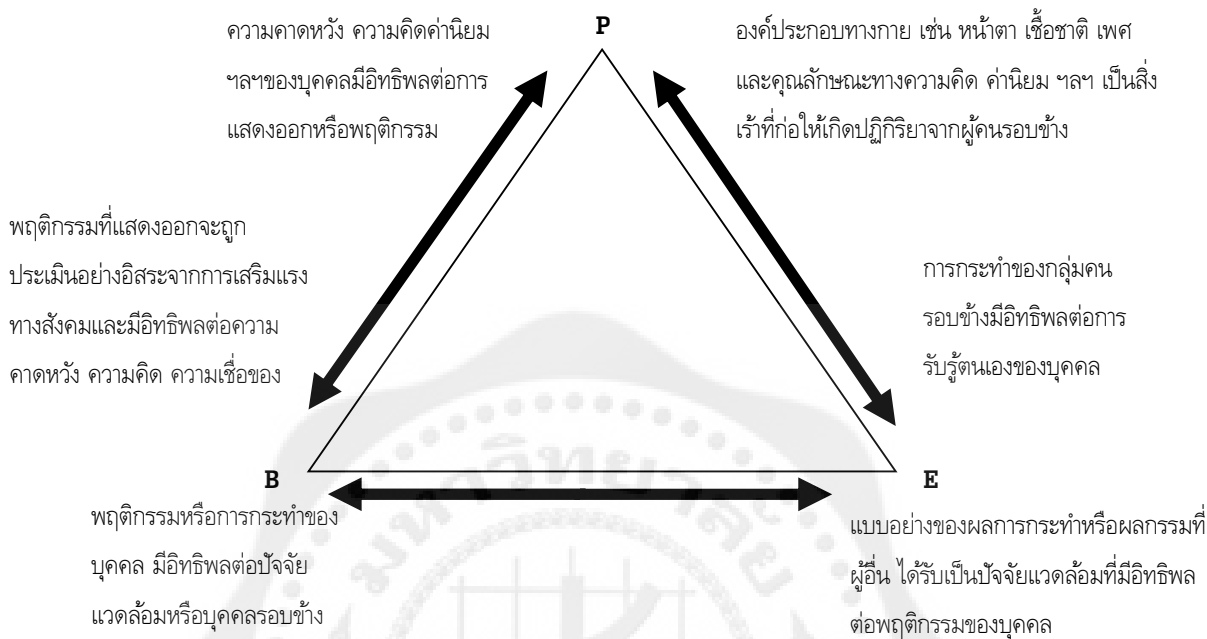 ความคาดหวัง ความคิดค่านิยม
ฯลฯของบุคคลมีอิทธิพลต่อการ
แสดงออกหรือพฤติกรรม
P
องค์ประกอบทางกาย เช่น หน้าตา เชื้อชาติ เพศ
และคุณลักษณะทางความคิด ค่านิยม ฯลฯ เป็นสิ่ง
เร้าที่ก่อให้เกิดปฏิกิริยาจากผู้คนรอบข้าง
พฤติกรรมที่แสดงออกจะถูก
ประเมินอย่างอิสระจากการเสริมแรง
ทางสังคมและมีอิทธิพลต่อความ
คาดหวัง ความคิด ความเชื่อของ
การกระทำของกลุ่มคน
รอบข้างมีอิทธิพลต่อการ
รับรู้ตนเองของบุคคล
B
E
พฤติกรรมหรือการกระทำของ
บุคคล มีอิทธิพลต่อปัจจัย
แวดล้อมหรือบุคคลรอบข้าง
แบบอย่างของผลการกระทำหรือผลกรรมที่
ผู้อื่น ได้รับเป็นปัจจัยแวดล้อมที่มีอิทธิพล
ต่อพฤติกรรมของบุคคล
มหาวิทยาลัย